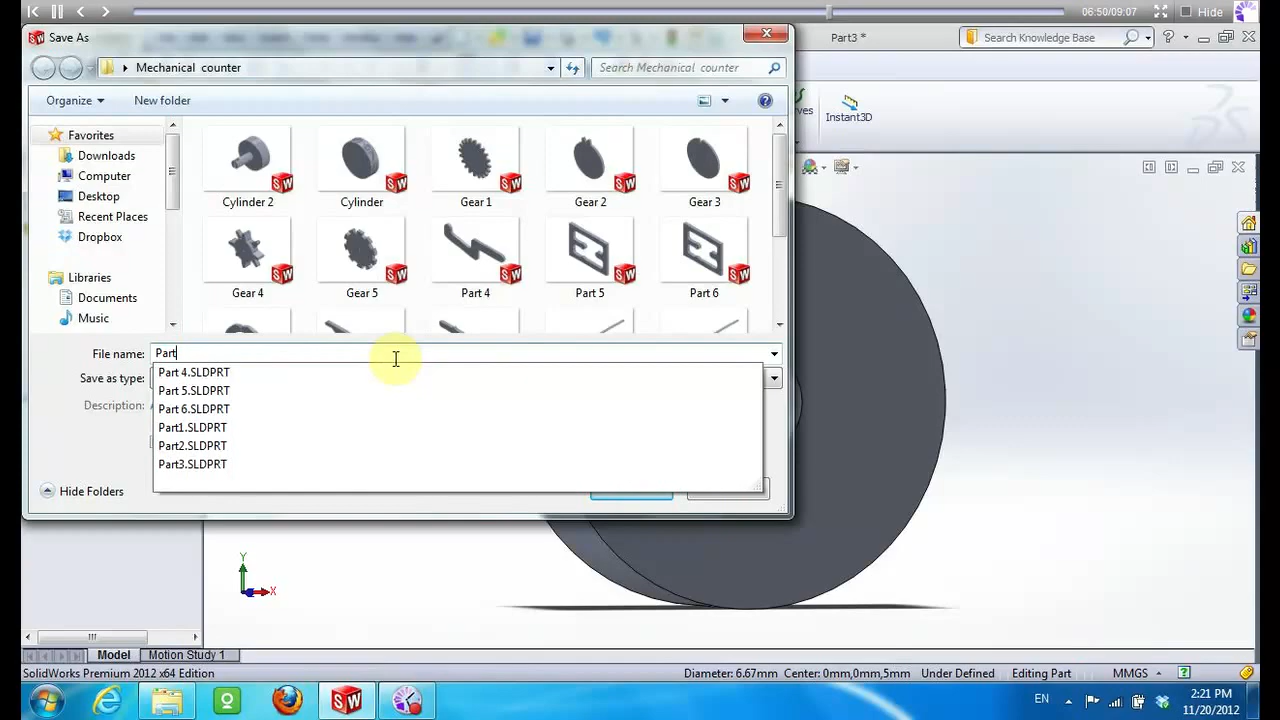 06:50/09:07
Hide
Save As
Part3 *
Search Knowledge Base
Mechanical counter
Search Mechanical counter
Organize
New folder
Instant3D
Favorites
Downloads
Computer
Desktop
Recent Places
Dropbox
Libraries
Documents
Music
Cylinder 2
Cylinder
Gear 1
Gear 2
Gear 3
Gear 4
Gear 5
Part 4
Part 5
Part 6
File name:
Part
Save as type:
Description:
Part 4.SLDPRT
Part 5.SLDPRT
Part 6.SLDPRT
Part1.SLDPRT
Part2.SLDPRT
Part3.SLDPRT
Hide Folders
Y
X
Model
Motion Study 1
SolidWorks Premium 2012 x64 Edition
Diameter: 6.67mm Center: 0mm,0mm,5mm
Under Defined
Editing Part
MMGS
EN
2:21 PM
11/20/2012